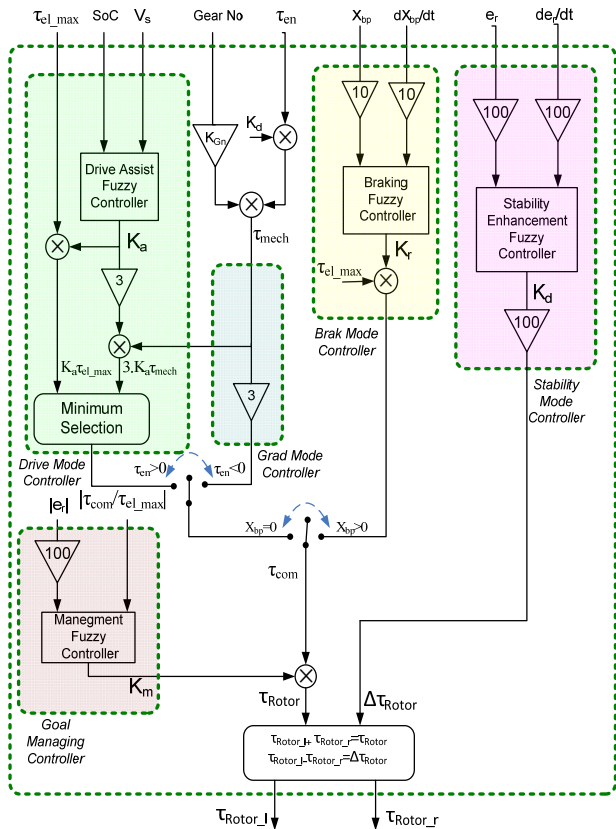 τel_max SoC Vs Gear No τen Xbp dXbp/dt er der/dt
10 10 100 100
KGn Kd
Drive Assist
Fuzzy
Controller
Braking
Fuzzy
Controller
Stability
Enhancement
Fuzzy
Controller
Ka
τmech
Kr
τel_max
Kd
3
100
Brak Mode
Controller
Kaτel_max 3.Kaτmech
3
Stability
Mode
Controller
Minimum
Selection
Drive Mode
Controller
τen>0 τen<0
Grad Mode
Controller
|er| |τcom/τel_max|
Xbp=0 Xbp>0
100
τcom
Manegment
Fuzzy
Controller
Km
τRotor ΔτRotor
Goal
Managing
Controller
τRotor_l+ τRotor_r=τRotor
τRotor_l-τRotor_r=ΔτRotor
τRotor_l τRotor_r